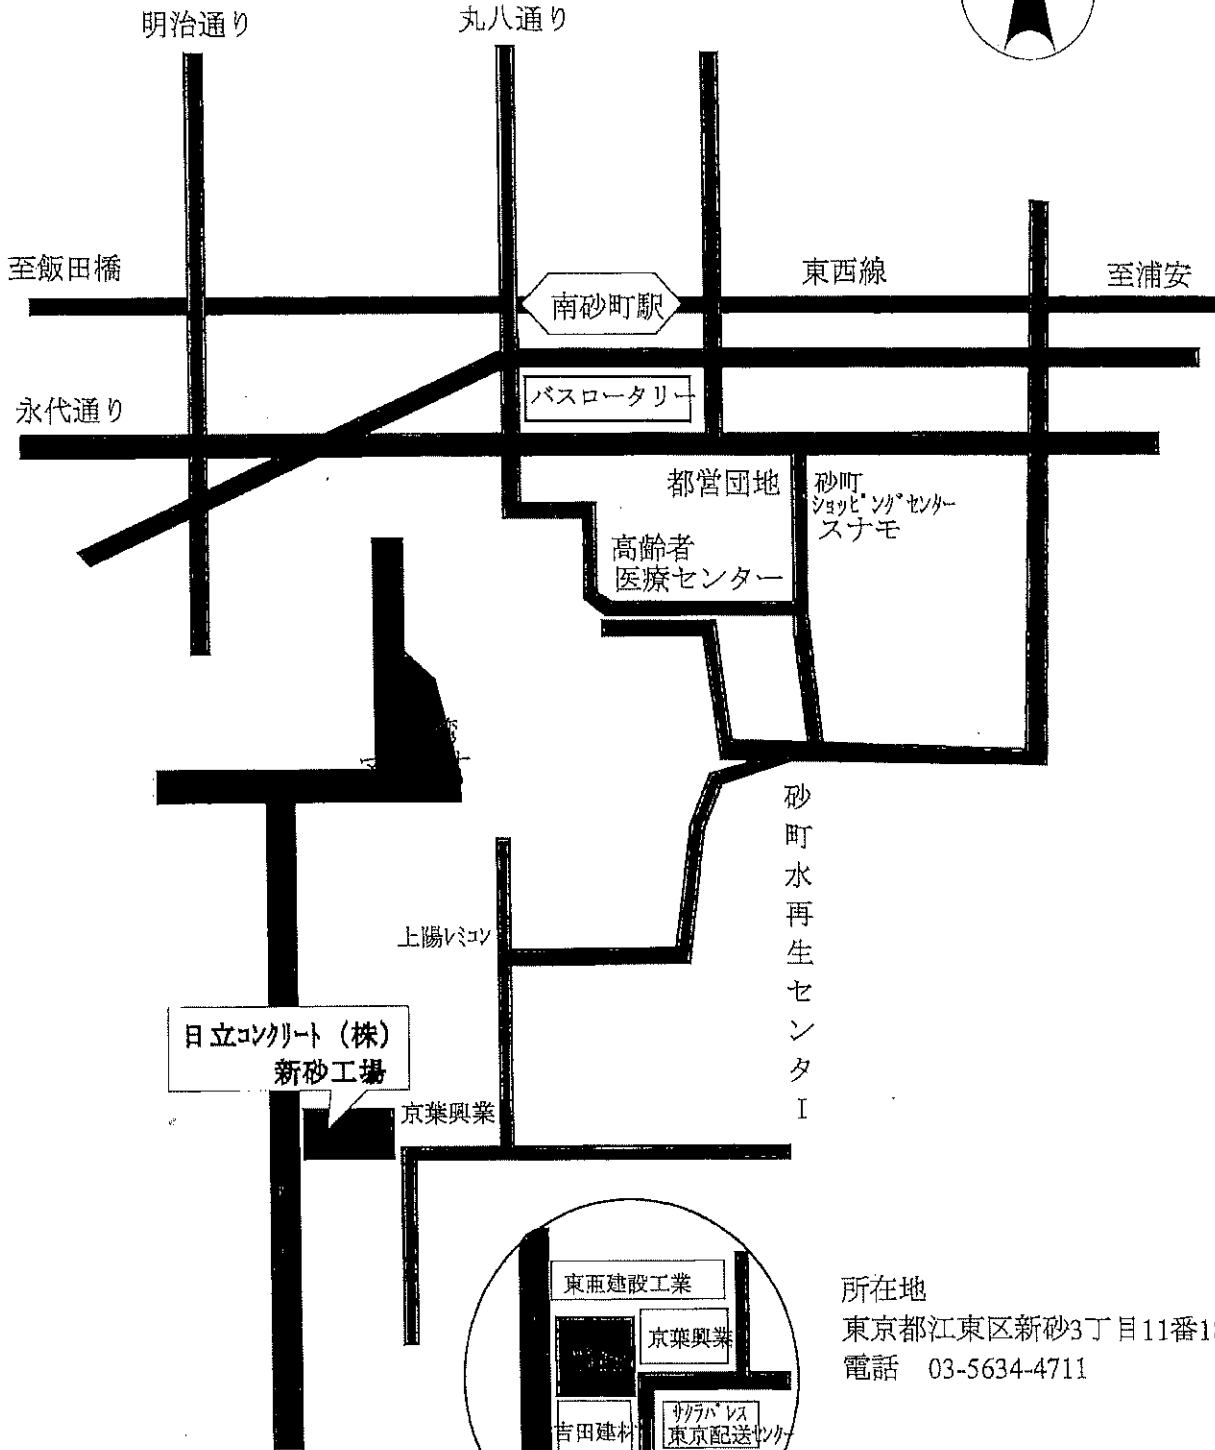 明治通り
丸八通り
至飯田橋
南砂町駅
東西線
至浦安
バスロータリー
永代通り
都営団地
砂町
ショッピングセンター
スナモ
高齢者
医療センター
砂町水再生センター
上陽レミコン
日立コンクリート（株）
新砂工場
京葉興業
東亜建設工業
京葉興業
吉田建材
サクラパレス
東京配送センター
所在地
東京都江東区新砂3丁目11番
電話　03-5634-4711